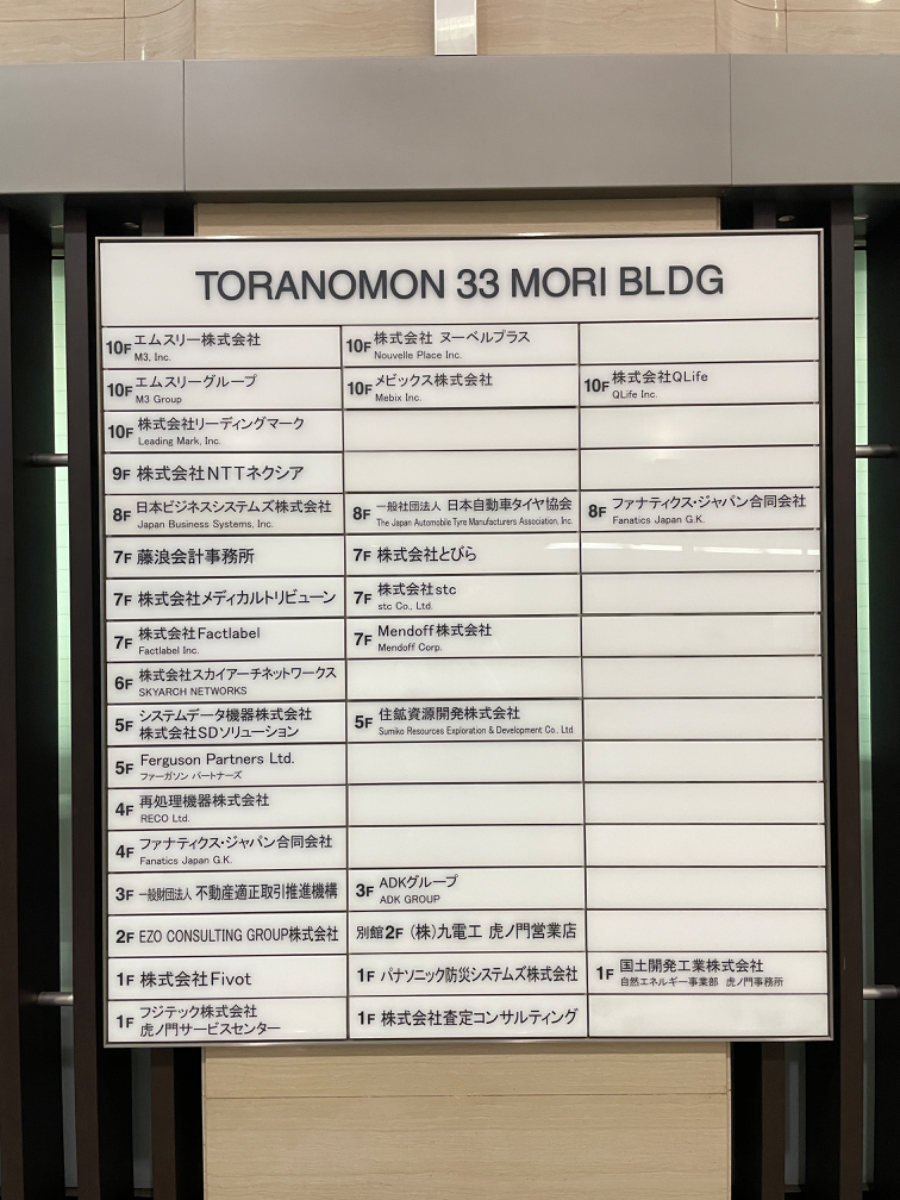 TORANOMON 33 MORI BLDG
10F エムスリー株式会社
M3, Inc.
10F 株式会社 ヌーベルプラス
Nouvelle Place Inc.
10F エムスリーグループ
M3 Group
10F メビックス株式会社
Mebix Inc.
10F 株式会社QLife
QLife Inc.
10F 株式会社リーディングマーク
Leading Mark, Inc.
9F 株式会社NTTネクシア
8F 日本ビジネスシステムズ株式会社
Japan Business Systems, Inc.
8F 一般社団法人 日本自動車タイヤ協会
The Japan Automobile Tyre Manufacturers Association, Inc.
8F ファナティクス・ジャパン合同会社
Fanatics Japan G.K.
7F 藤浪会計事務所
7F 株式会社とびら
7F 株式会社メディカルトリビューン
7F 株式会社stc
stc Co., Ltd.
7F 株式会社Factlabel
Factlabel Inc.
7F Mendoff株式会社
Mendoff Corp.
6F 株式会社スカイアーチネットワークス
SKYARCH NETWORKS
5F システムデータ機器株式会社
株式会社SDソリューション
5F 住鉱資源開発株式会社
Sumiko Resources Exploration & Development Co., Ltd.
5F Ferguson Partners Ltd.
ファーガソン パートナーズ
4F 再処理機器株式会社
RECO Ltd.
4F ファナティクス・ジャパン合同会社
Fanatics Japan G.K.
3F 一般財団法人 不動産適正取引推進機構
3F ADKグループ
ADK GROUP
2F EZO CONSULTING GROUP株式会社
別館2F (株)九電工 虎ノ門営業店
1F 株式会社Fivot
1F パナソニック防災システムズ株式会社
1F 国土開発工業株式会社
自然エネルギー事業部 虎ノ門事務所
1F フジテック株式会社
虎ノ門サービスセンター
1F 株式会社査定コンサルティング